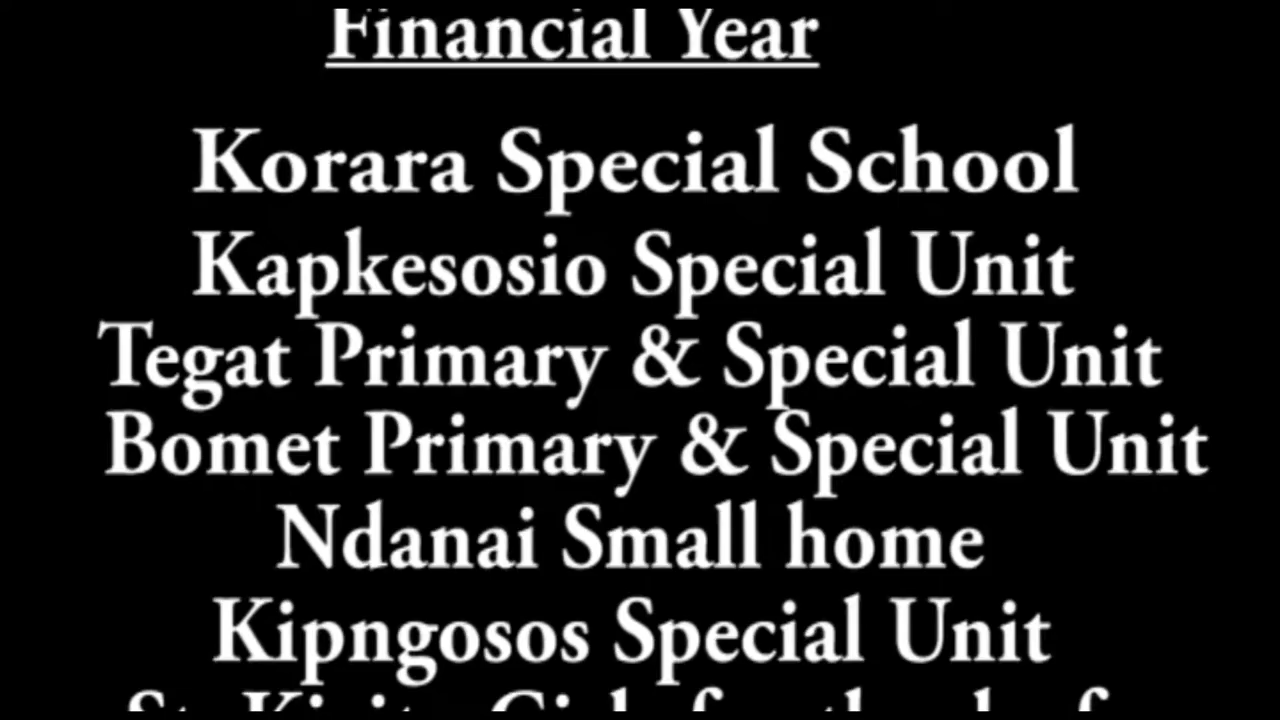 Financial Year
Korara Special School
Kapkesosio Special Unit
Tegat Primary & Special Unit
Bomet Primary & Special Unit
Ndanai Small home
Kipngosos Special Unit